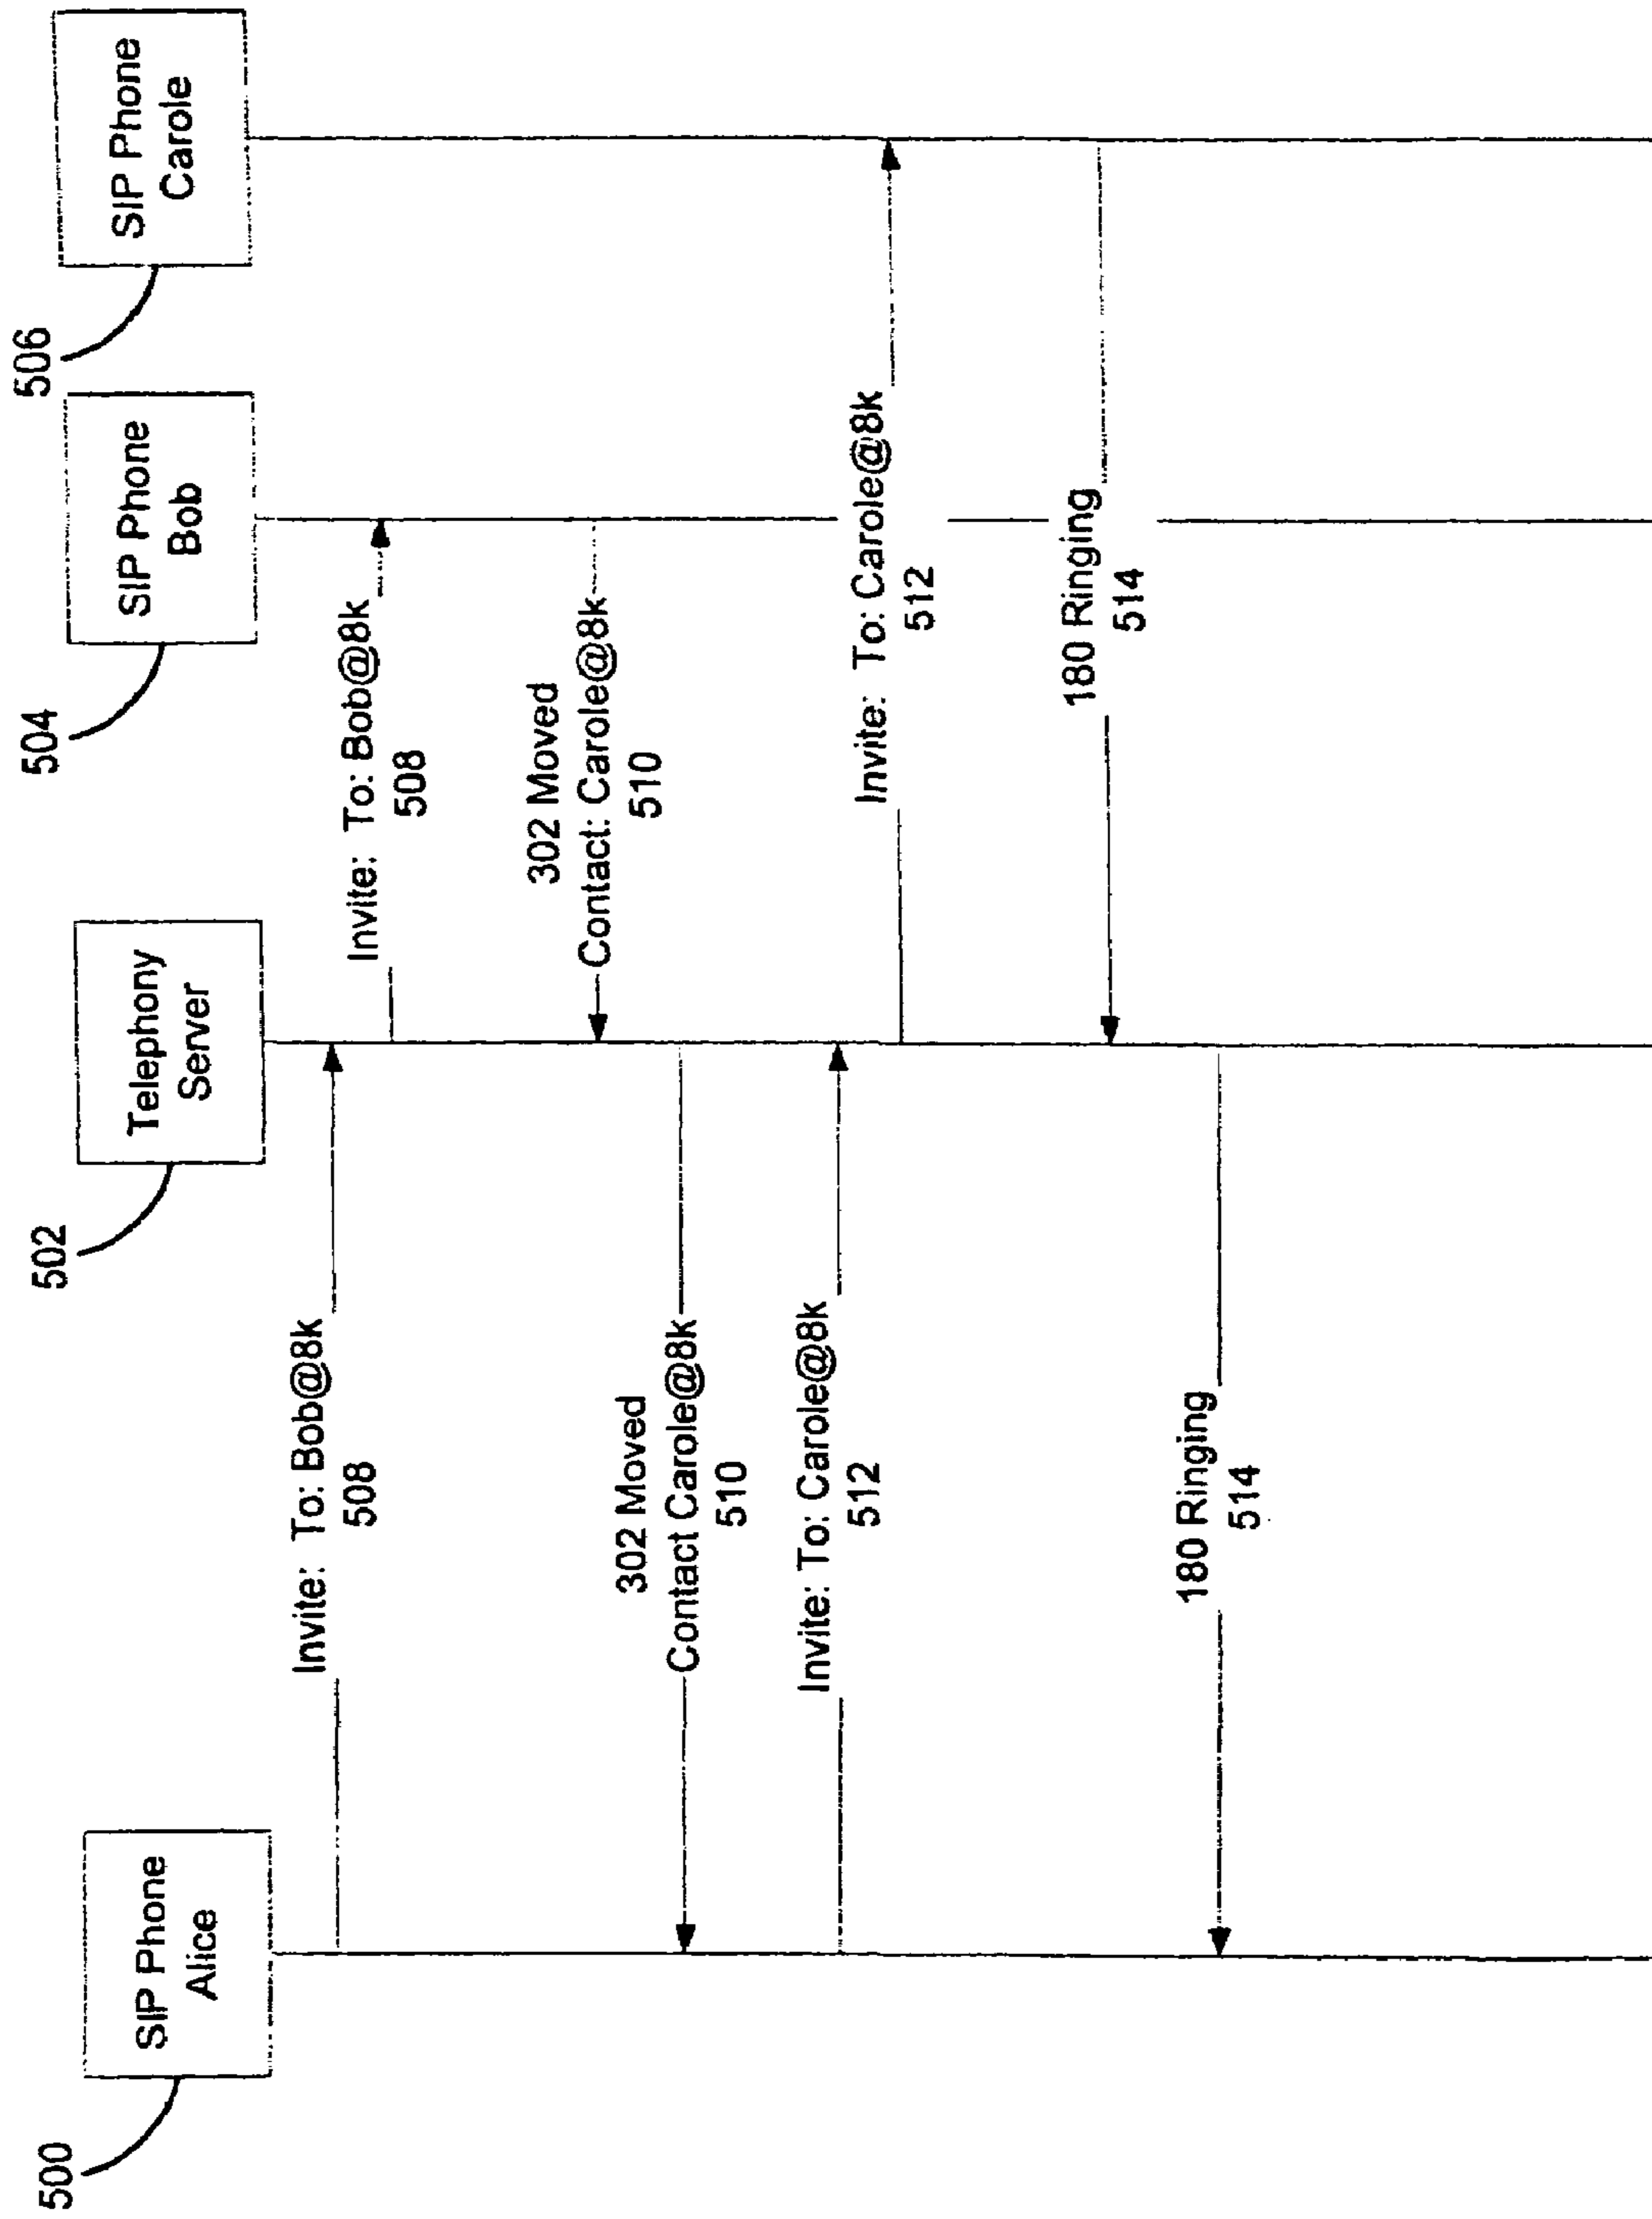 500
SIP Phone
Alice
502
Telephony
Server
504
SIP Phone
Bob
506
SIP Phone
Carole
Invite: To: Bob@8k
508
Invite: To: Bob@8k
508
302 Moved
Contact: Carole@8k
510
302 Moved
Contact Carole@8k
510
Invite: To: Carole@8k
512
Invite: To: Carole@8k
512
180 Ringing
514
180 Ringing
514